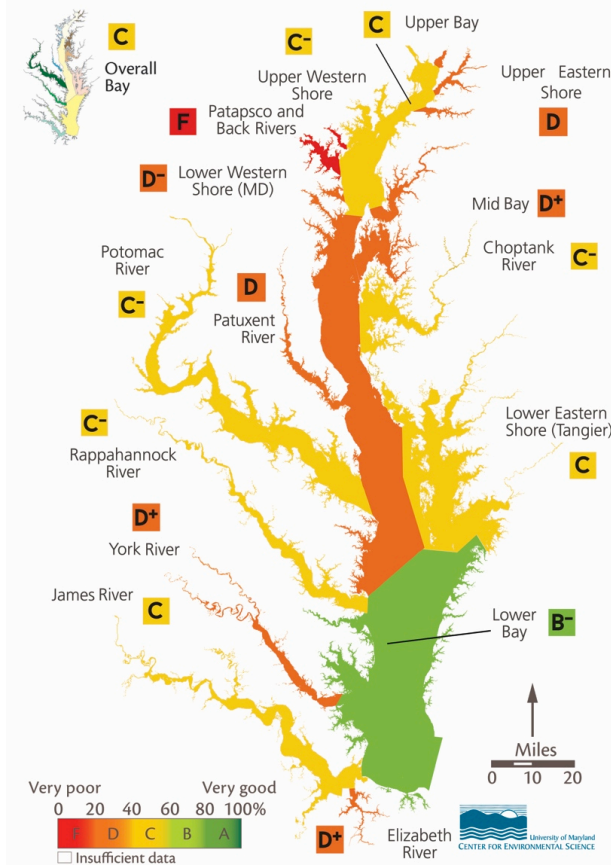 C
Overall
Bay
C-
Upper Western
Shore
C
Upper Bay
Upper Eastern
Shore
D
F
Patapsco and
Back Rivers
D-
Lower Western
Shore (MD)
Mid Bay
D+
Choptank
River
C-
Potomac
River
C-
D
Patuxent
River
C-
Rappahannock
River
Lower Eastern
Shore (Tangier)
C
D+
York River
James River
C
Lower
Bay
B-
Miles
0 10 20
Very poor Very good
0 20 40 60 80 100%
F D C B A
Insufficient data
D+
Elizabeth
River
University of Maryland
CENTER FOR ENVIRONMENTAL SCIENCE